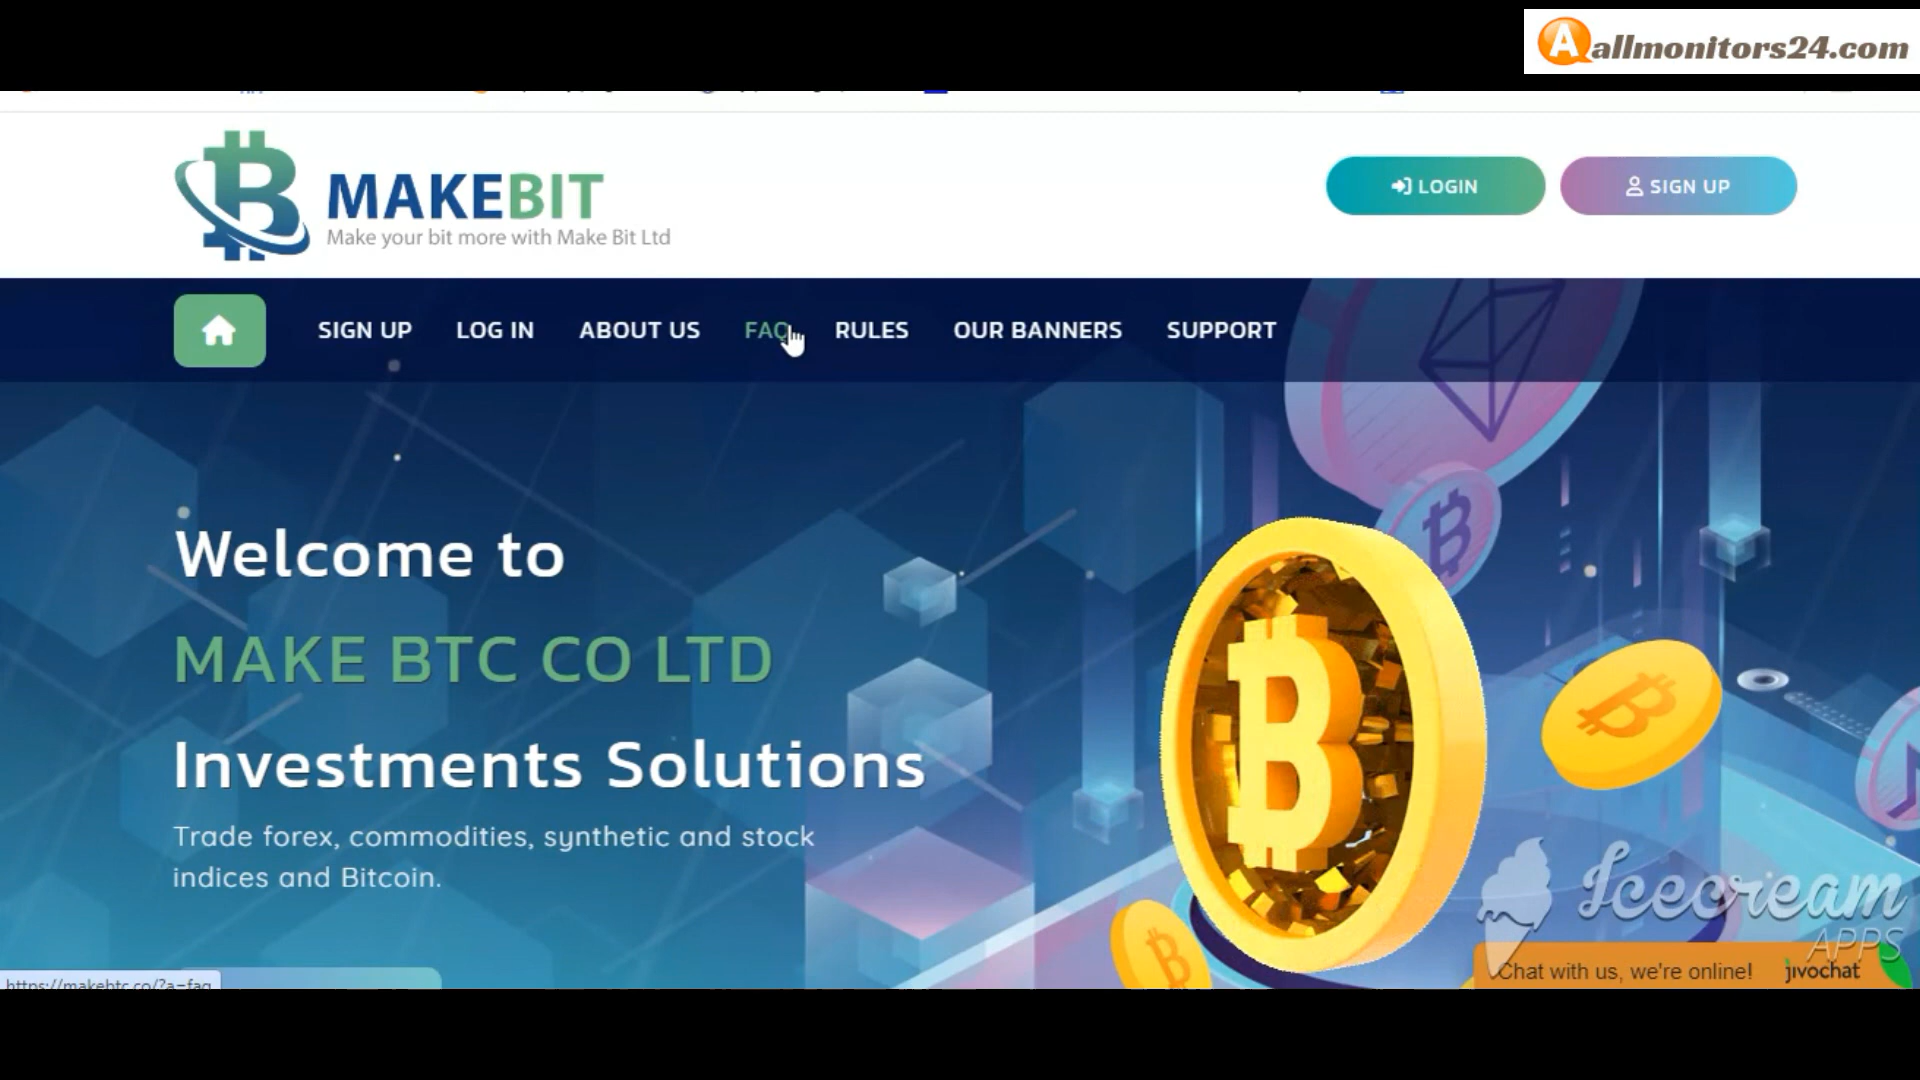 allmonitors24.com
MAKEBIT
Make your bit more with Make Bit Ltd
LOGIN
SIGN UP
SIGN UP
LOG IN
ABOUT US
FAQ
RULES
OUR BANNERS
SUPPORT
Welcome to
MAKE BTC CO LTD
Investments Solutions
Trade forex, commodities, synthetic and stock
indices and Bitcoin.
Icecream
APPS
Chat with us, we're online!
jivochat
https://makebtc.co/?a=faq